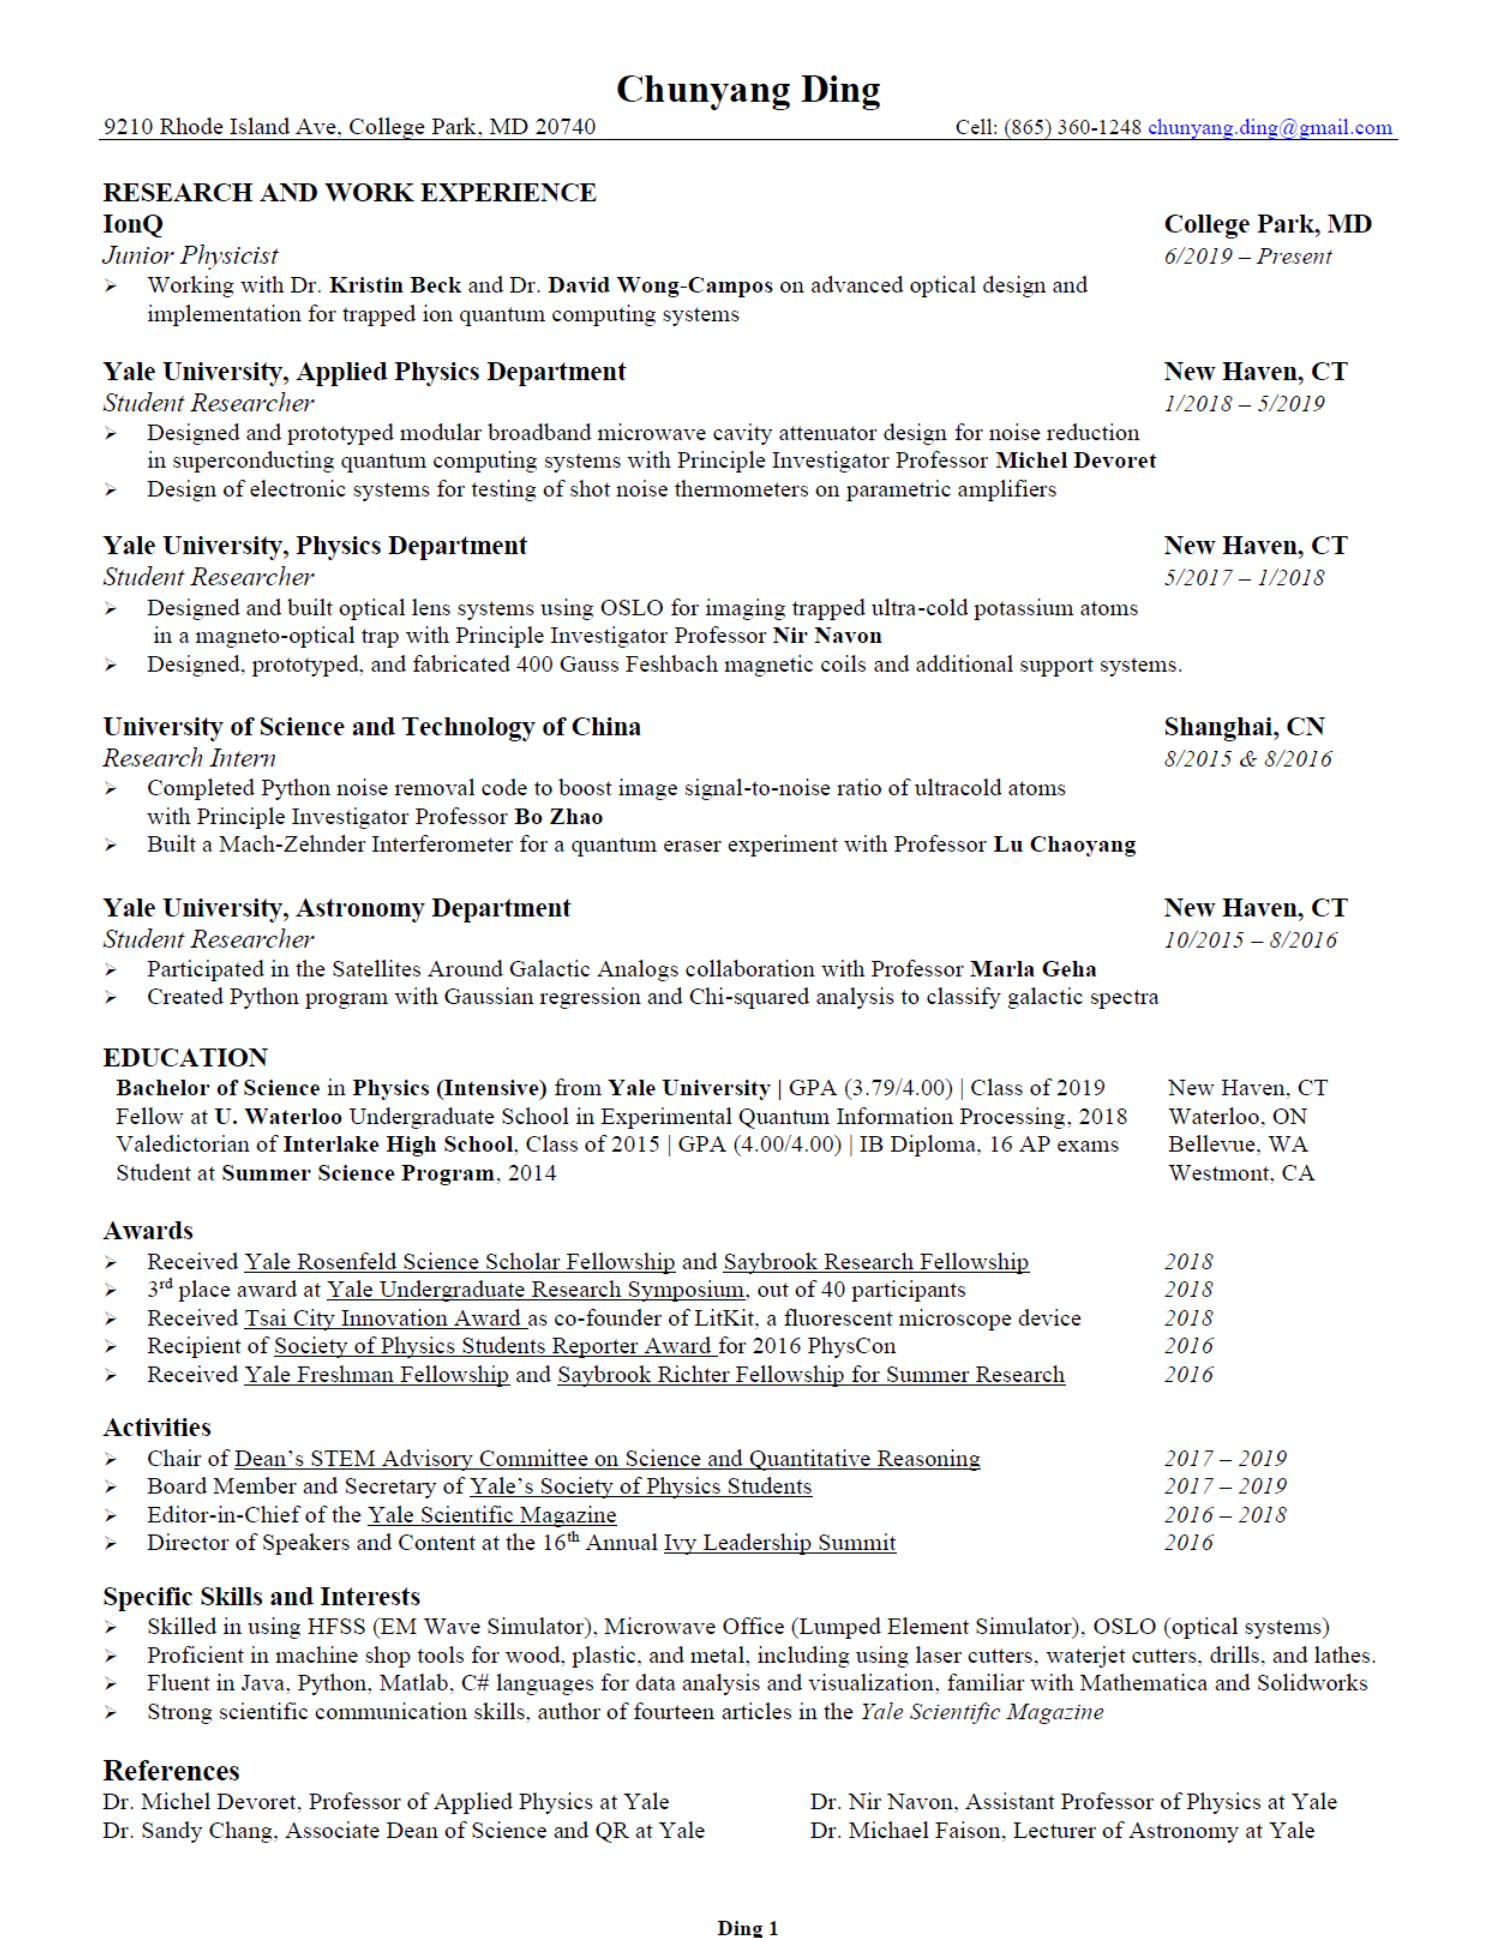 Chunyang Ding
9210 Rhode Island Ave, College Park, MD 20740 Cell: (865) 360-1248 chunyang.ding@gmail.com
RESEARCH AND WORK EXPERIENCE
IonQ College Park, MD
Junior Physicist 6/2019 – Present
➢ Working with Dr. Kristin Beck and Dr. David Wong-Campos on advanced optical design and
implementation for trapped ion quantum computing systems
Yale University, Applied Physics Department New Haven, CT
Student Researcher 1/2018 – 5/2019
➢ Designed and prototyped modular broadband microwave cavity attenuator design for noise reduction
in superconducting quantum computing systems with Principle Investigator Professor Michel Devoret
➢ Design of electronic systems for testing of shot noise thermometers on parametric amplifiers
Yale University, Physics Department New Haven, CT
Student Researcher 5/2017 – 1/2018
➢ Designed and built optical lens systems using OSLO for imaging trapped ultra-cold potassium atoms
in a magneto-optical trap with Principle Investigator Professor Nir Navon
➢ Designed, prototyped, and fabricated 400 Gauss Feshbach magnetic coils and additional support systems.
University of Science and Technology of China Shanghai, CN
Research Intern 8/2015 & 8/2016
➢ Completed Python noise removal code to boost image signal-to-noise ratio of ultracold atoms
with Principle Investigator Professor Bo Zhao
➢ Built a Mach-Zehnder Interferometer for a quantum eraser experiment with Professor Lu Chaoyang
Yale University, Astronomy Department New Haven, CT
Student Researcher 10/2015 – 8/2016
➢ Participated in the Satellites Around Galactic Analogs collaboration with Professor Marla Geha
➢ Created Python program with Gaussian regression and Chi-squared analysis to classify galactic spectra
EDUCATION
Bachelor of Science in Physics (Intensive) from Yale University | GPA (3.79/4.00) | Class of 2019 New Haven, CT
Fellow at U. Waterloo Undergraduate School in Experimental Quantum Information Processing, 2018 Waterloo, ON
Valedictorian of Interlake High School, Class of 2015 | GPA (4.00/4.00) | IB Diploma, 16 AP exams Bellevue, WA
Student at Summer Science Program, 2014 Westmont, CA
Awards
➢ Received Yale Rosenfeld Science Scholar Fellowship and Saybrook Research Fellowship 2018
➢ 3rd place award at Yale Undergraduate Research Symposium, out of 40 participants 2018
➢ Received Tsai City Innovation Award as co-founder of LitKit, a fluorescent microscope device 2018
➢ Recipient of Society of Physics Students Reporter Award for 2016 PhysCon 2016
➢ Received Yale Freshman Fellowship and Saybrook Richter Fellowship for Summer Research 2016
Activities
➢ Chair of Dean's STEM Advisory Committee on Science and Quantitative Reasoning 2017 – 2019
➢ Board Member and Secretary of Yale's Society of Physics Students 2017 – 2019
➢ Editor-in-Chief of the Yale Scientific Magazine 2016 – 2018
➢ Director of Speakers and Content at the 16th Annual Ivy Leadership Summit 2016
Specific Skills and Interests
➢ Skilled in using HFSS (EM Wave Simulator), Microwave Office (Lumped Element Simulator), OSLO (optical systems)
➢ Proficient in machine shop tools for wood, plastic, and metal, including using laser cutters, waterjet cutters, drills, and lathes.
➢ Fluent in Java, Python, Matlab, C# languages for data analysis and visualization, familiar with Mathematica and Solidworks
➢ Strong scientific communication skills, author of fourteen articles in the Yale Scientific Magazine
References
Dr. Michel Devoret, Professor of Applied Physics at Yale Dr. Nir Navon, Assistant Professor of Physics at Yale
Dr. Sandy Chang, Associate Dean of Science and QR at Yale Dr. Michael Faison, Lecturer of Astronomy at Yale
Ding 1